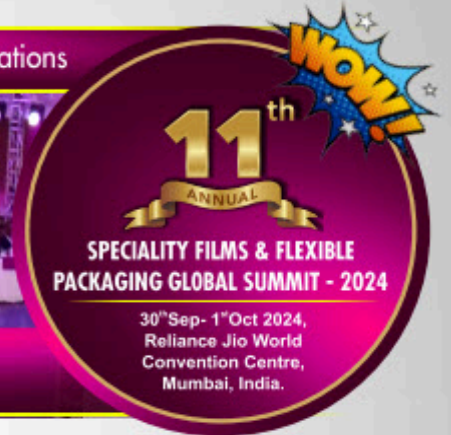 ations
WOW!
11th
ANNUAL
SPECIALITY FILMS & FLEXIBLE
PACKAGING GLOBAL SUMMIT - 2024
30thSep- 1stOct 2024,
Reliance Jio World
Convention Centre,
Mumbai, India.